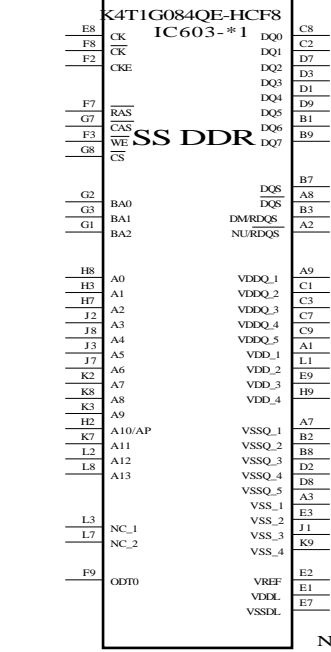 K4T1G084QE-HCF8
IC603-*1
SS DDR
E8 CK
F8 CK
F2 CKE
F7 RAS
G7 CAS
F3 WE
G8 CS
G2 BA0
G3 BA1
G1 BA2
H8 A0
H3 A1
H7 A2
J2 A3
J8 A4
J3 A5
J7 A6
K2 A7
K8 A8
K3 A9
H2 A10/AP
K7 A11
L2 A12
L8 A13
L3 NC_1
L7 NC_2
F9 ODT0
DQ0 C8
DQ1 C2
DQ2 D7
DQ3 D3
DQ4 D1
DQ5 D9
DQ6 B1
DQ7 B9
DQS B7
DQS A8
DM/RDQS B3
NU/RDQS A2
VDDQ_1 A9
VDDQ_2 C1
VDDQ_3 C3
VDDQ_4 C7
VDDQ_5 C9
VDD_1 A1
VDD_2 L1
VDD_3 E9
VDD_4 H9
VSSQ_1 A7
VSSQ_2 B2
VSSQ_3 B8
VSSQ_4 D2
VSSQ_5 D8
VSS_1 A3
VSS_2 E3
VSS_3 J1
VSS_4 K9
VREF E2
VDDL E1
VSSDL E7
N